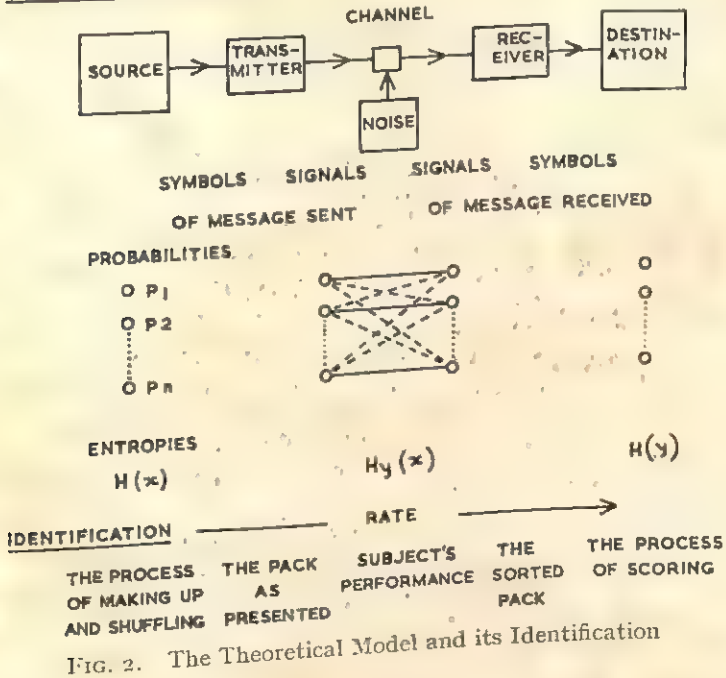 CHANNEL
SOURCE
TRANS-
MITTER
REC-
EIVER
DESTIN-
ATION
NOISE
SYMBOLS SIGNALS SIGNALS SYMBOLS
OF MESSAGE SENT OF MESSAGE RECEIVED
PROBABILITIES
P1
P2
Pn
ENTROPIES
H(x) Hy(x) H(y)
IDENTIFICATION RATE
THE PROCESS
OF MAKING UP
AND SHUFFLING
THE PACK
AS
PRESENTED
SUBJECT'S
PERFORMANCE
THE
SORTED
PACK
THE PROCESS
OF SCORING
FIG. 2. The Theoretical Model and its Identification